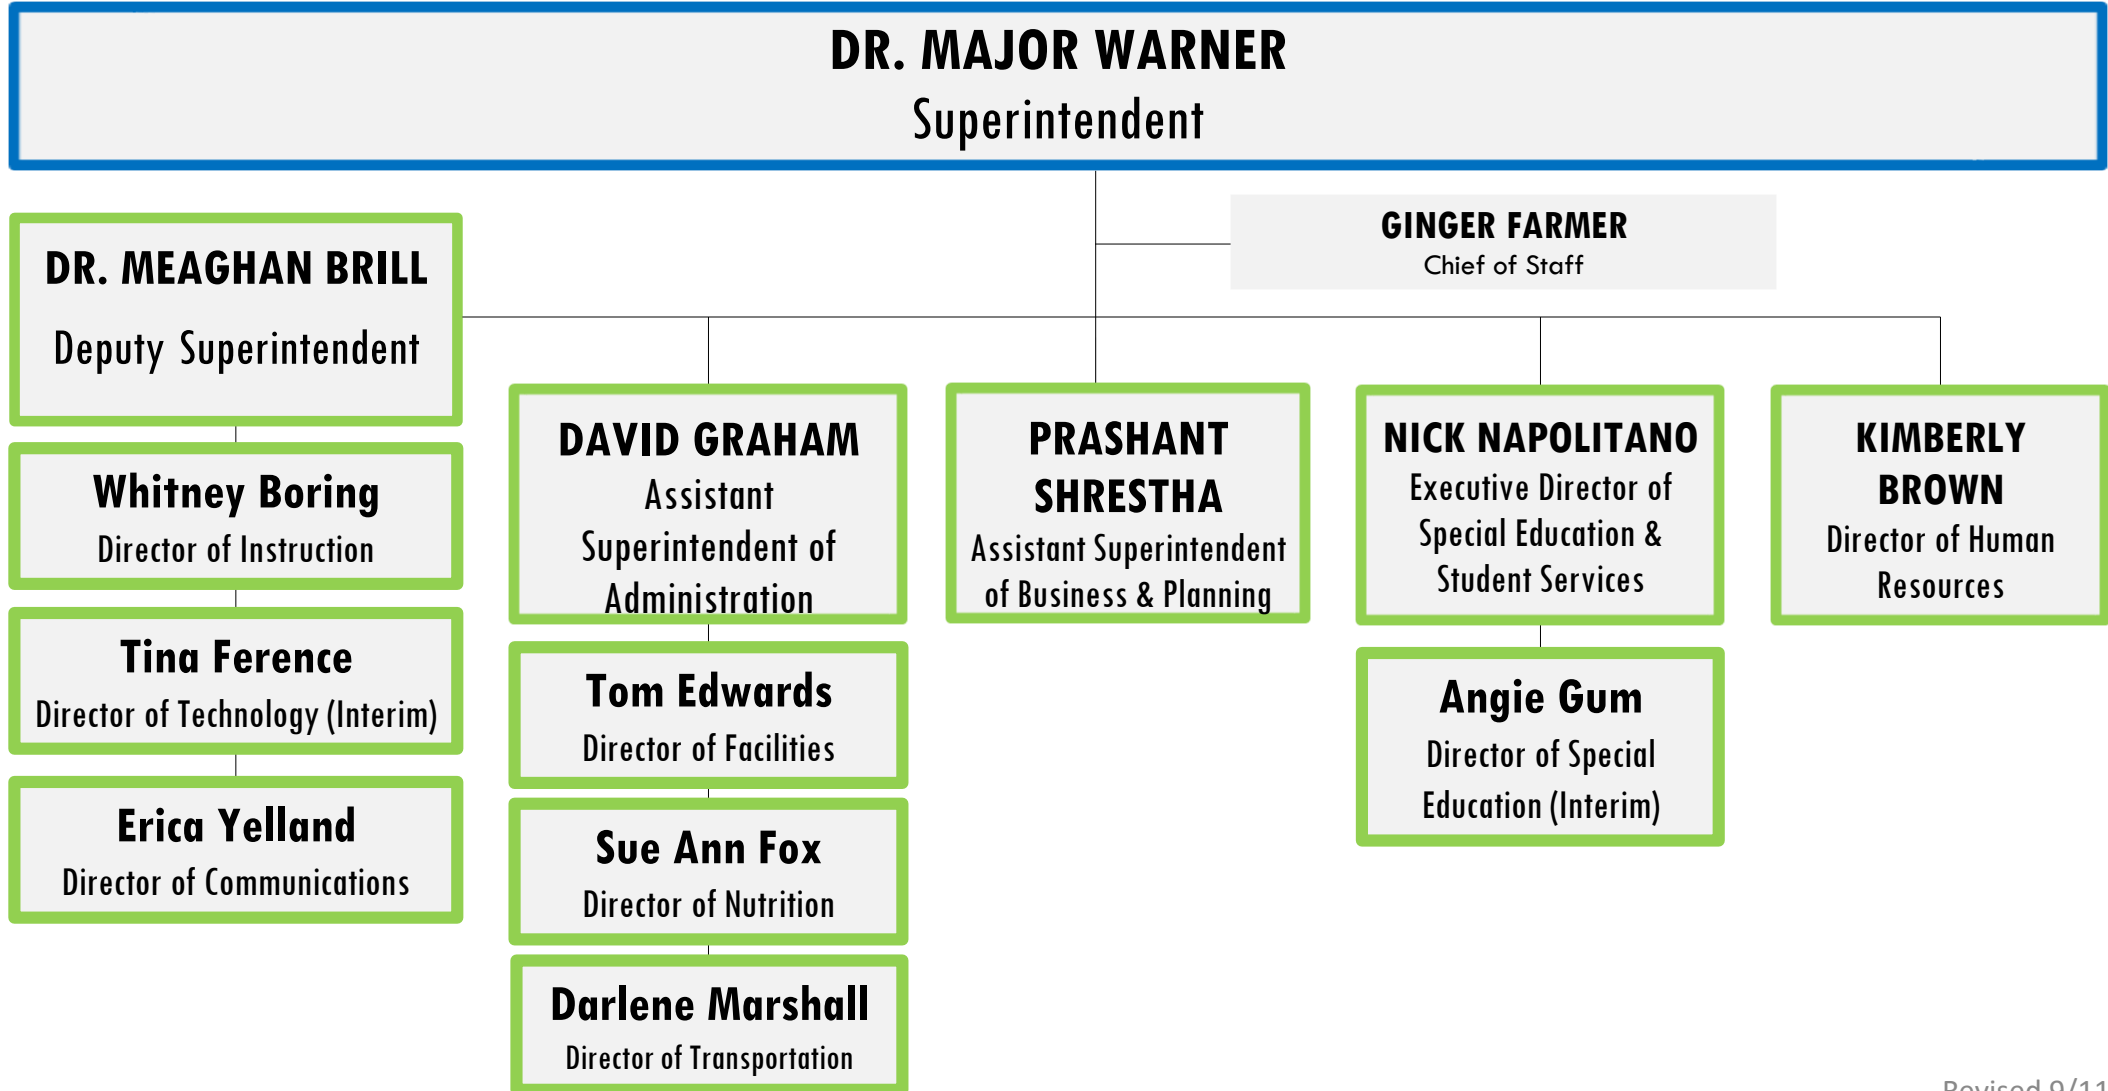 DR. MAJOR WARNER
Superintendent
GINGER FARMER
Chief of Staff
DR. MEAGHAN BRILL
Deputy Superintendent
Whitney Boring
Director of Instruction
Tina Ference
Director of Technology (Interim)
Erica Yelland
Director of Communications
DAVID GRAHAM
Assistant
Superintendent of
Administration
Tom Edwards
Director of Facilities
Sue Ann Fox
Director of Nutrition
Darlene Marshall
Director of Transportation
PRASHANT
SHRESTHA
Assistant Superintendent
of Business & Planning
NICK NAPOLITANO
Executive Director of
Special Education &
Student Services
Angie Gum
Director of Special
Education (Interim)
KIMBERLY
BROWN
Director of Human
Resources
Revised 9/11